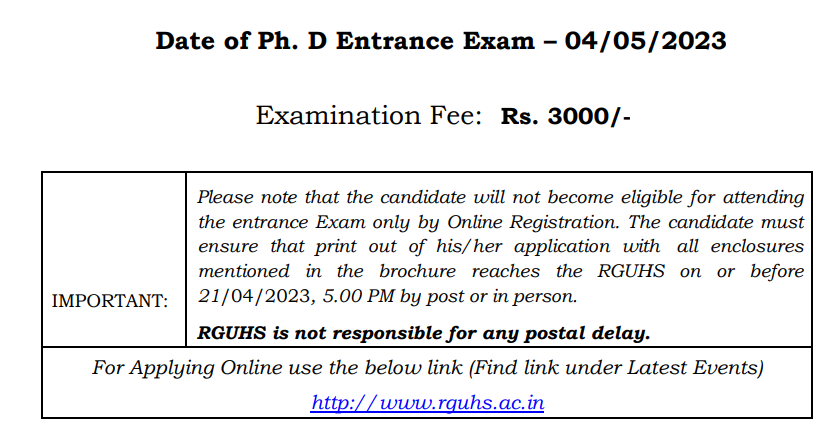 Date of Ph. D Entrance Exam – 04/05/2023
Examination Fee: Rs. 3000/-
IMPORTANT:
Please note that the candidate will not become eligible for attending
the entrance Exam only by Online Registration. The candidate must
ensure that print out of his/her application with all enclosures
mentioned in the brochure reaches the RGUHS on or before
21/04/2023, 5.00 PM by post or in person.
RGUHS is not responsible for any postal delay.
For Applying Online use the below link (Find link under Latest Events)
http://www.rguhs.ac.in